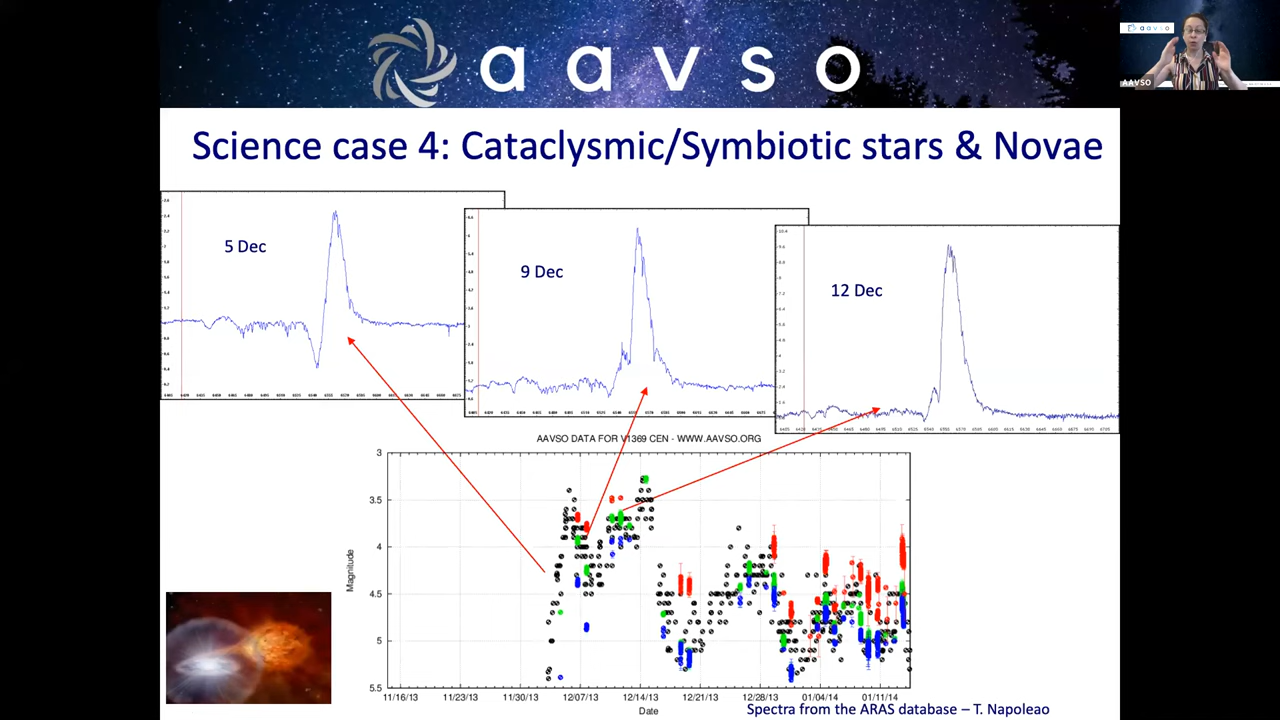 aavso
aavso
AAVSO
Science case 4: Cataclysmic/Symbiotic stars & Novae
5 Dec
9 Dec
12 Dec
AAVSO DATA FOR V1369 CEN - WWW.AAVSO.ORG
3
3.5
4
4.5
5
5.5
Magnitude
11/16/13 11/23/13 11/30/13 12/07/13 12/14/13 12/21/13 12/28/13 01/04/14 01/11/14
Date
Spectra from the ARAS database – T. Napoleao